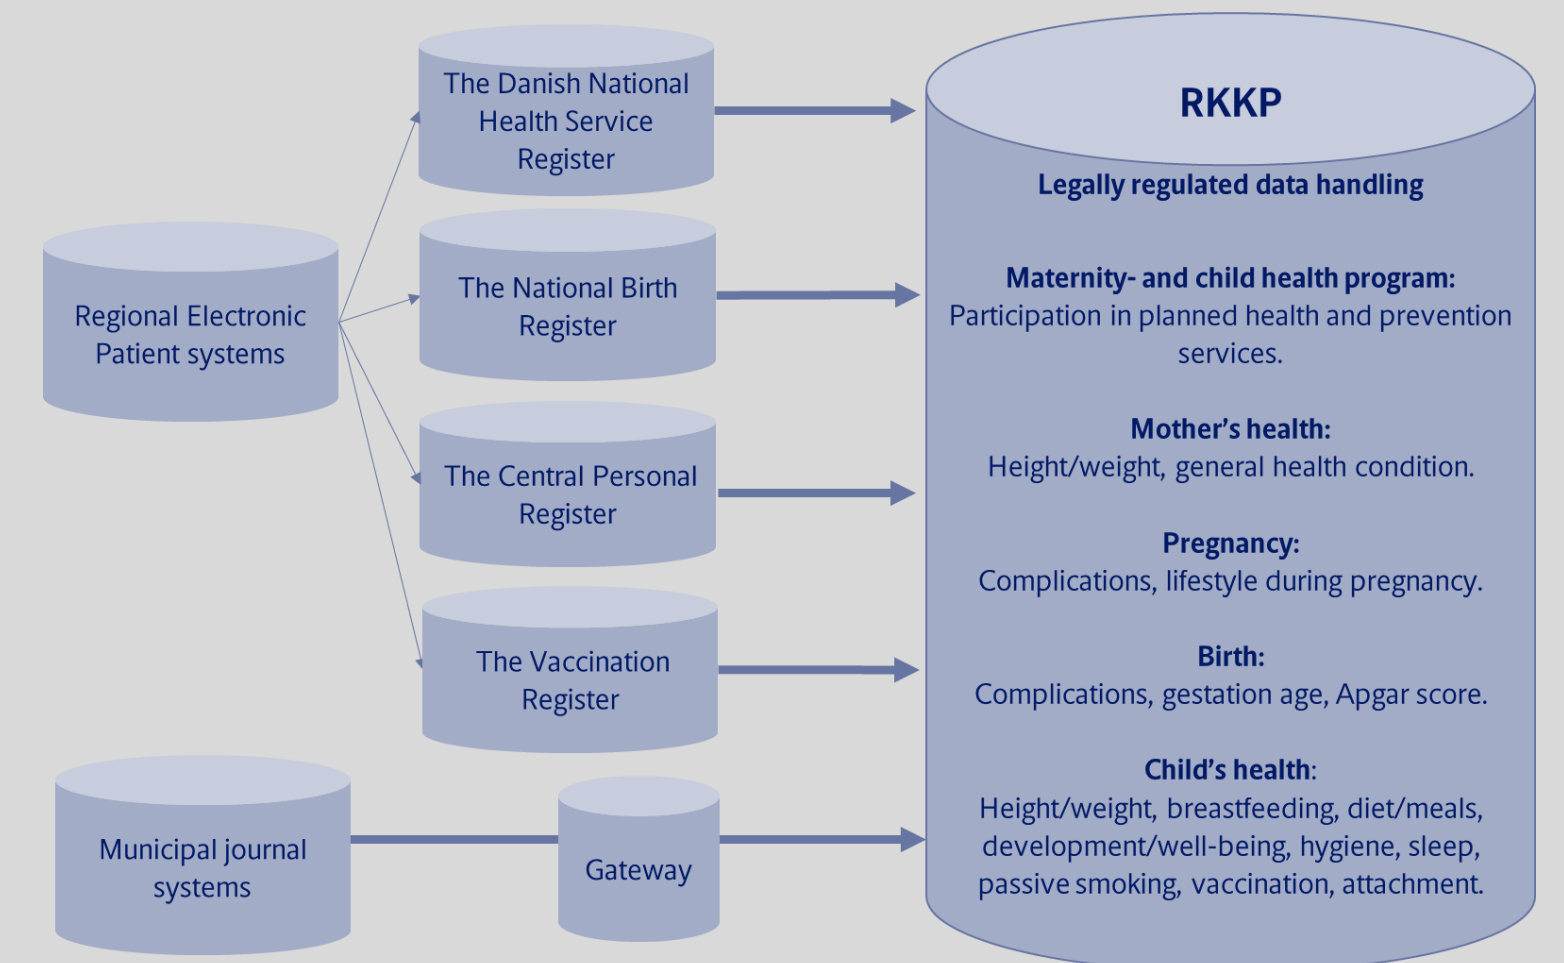 The Danish National
Health Service
Register
The National Birth
Register
Regional Electronic
Patient systems
The Central Personal
Register
The Vaccination
Register
Municipal journal
systems
Gateway
RKKP
Legally regulated data handling
Maternity- and child health program:
Participation in planned health and prevention
services.
Mother’s health:
Height/weight, general health condition.
Pregnancy:
Complications, lifestyle during pregnancy.
Birth:
Complications, gestation age, Apgar score.
Child’s health:
Height/weight, breastfeeding, diet/meals,
development/well-being, hygiene, sleep,
passive smoking, vaccination, attachment.